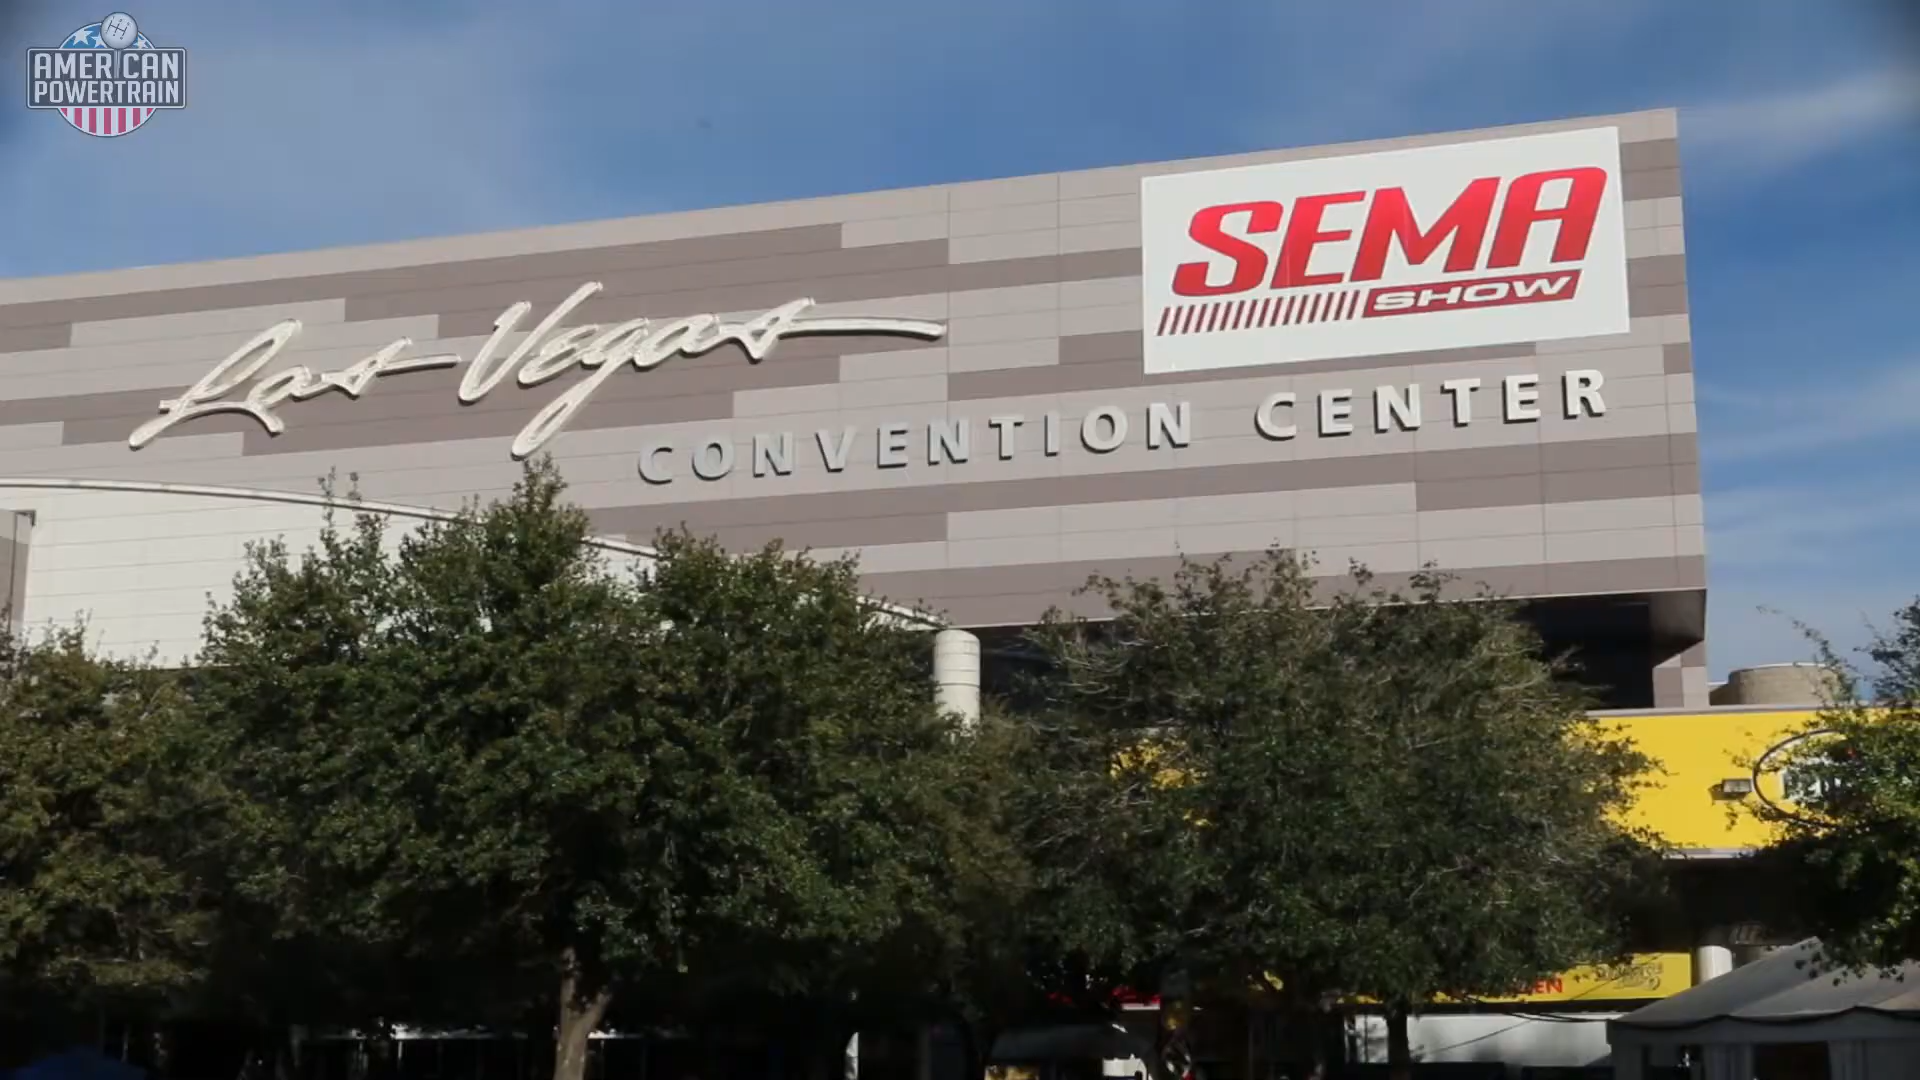 AMERICAN
POWERTRAIN
SEMA
SHOW
Las Vegas
CONVENTION CENTER